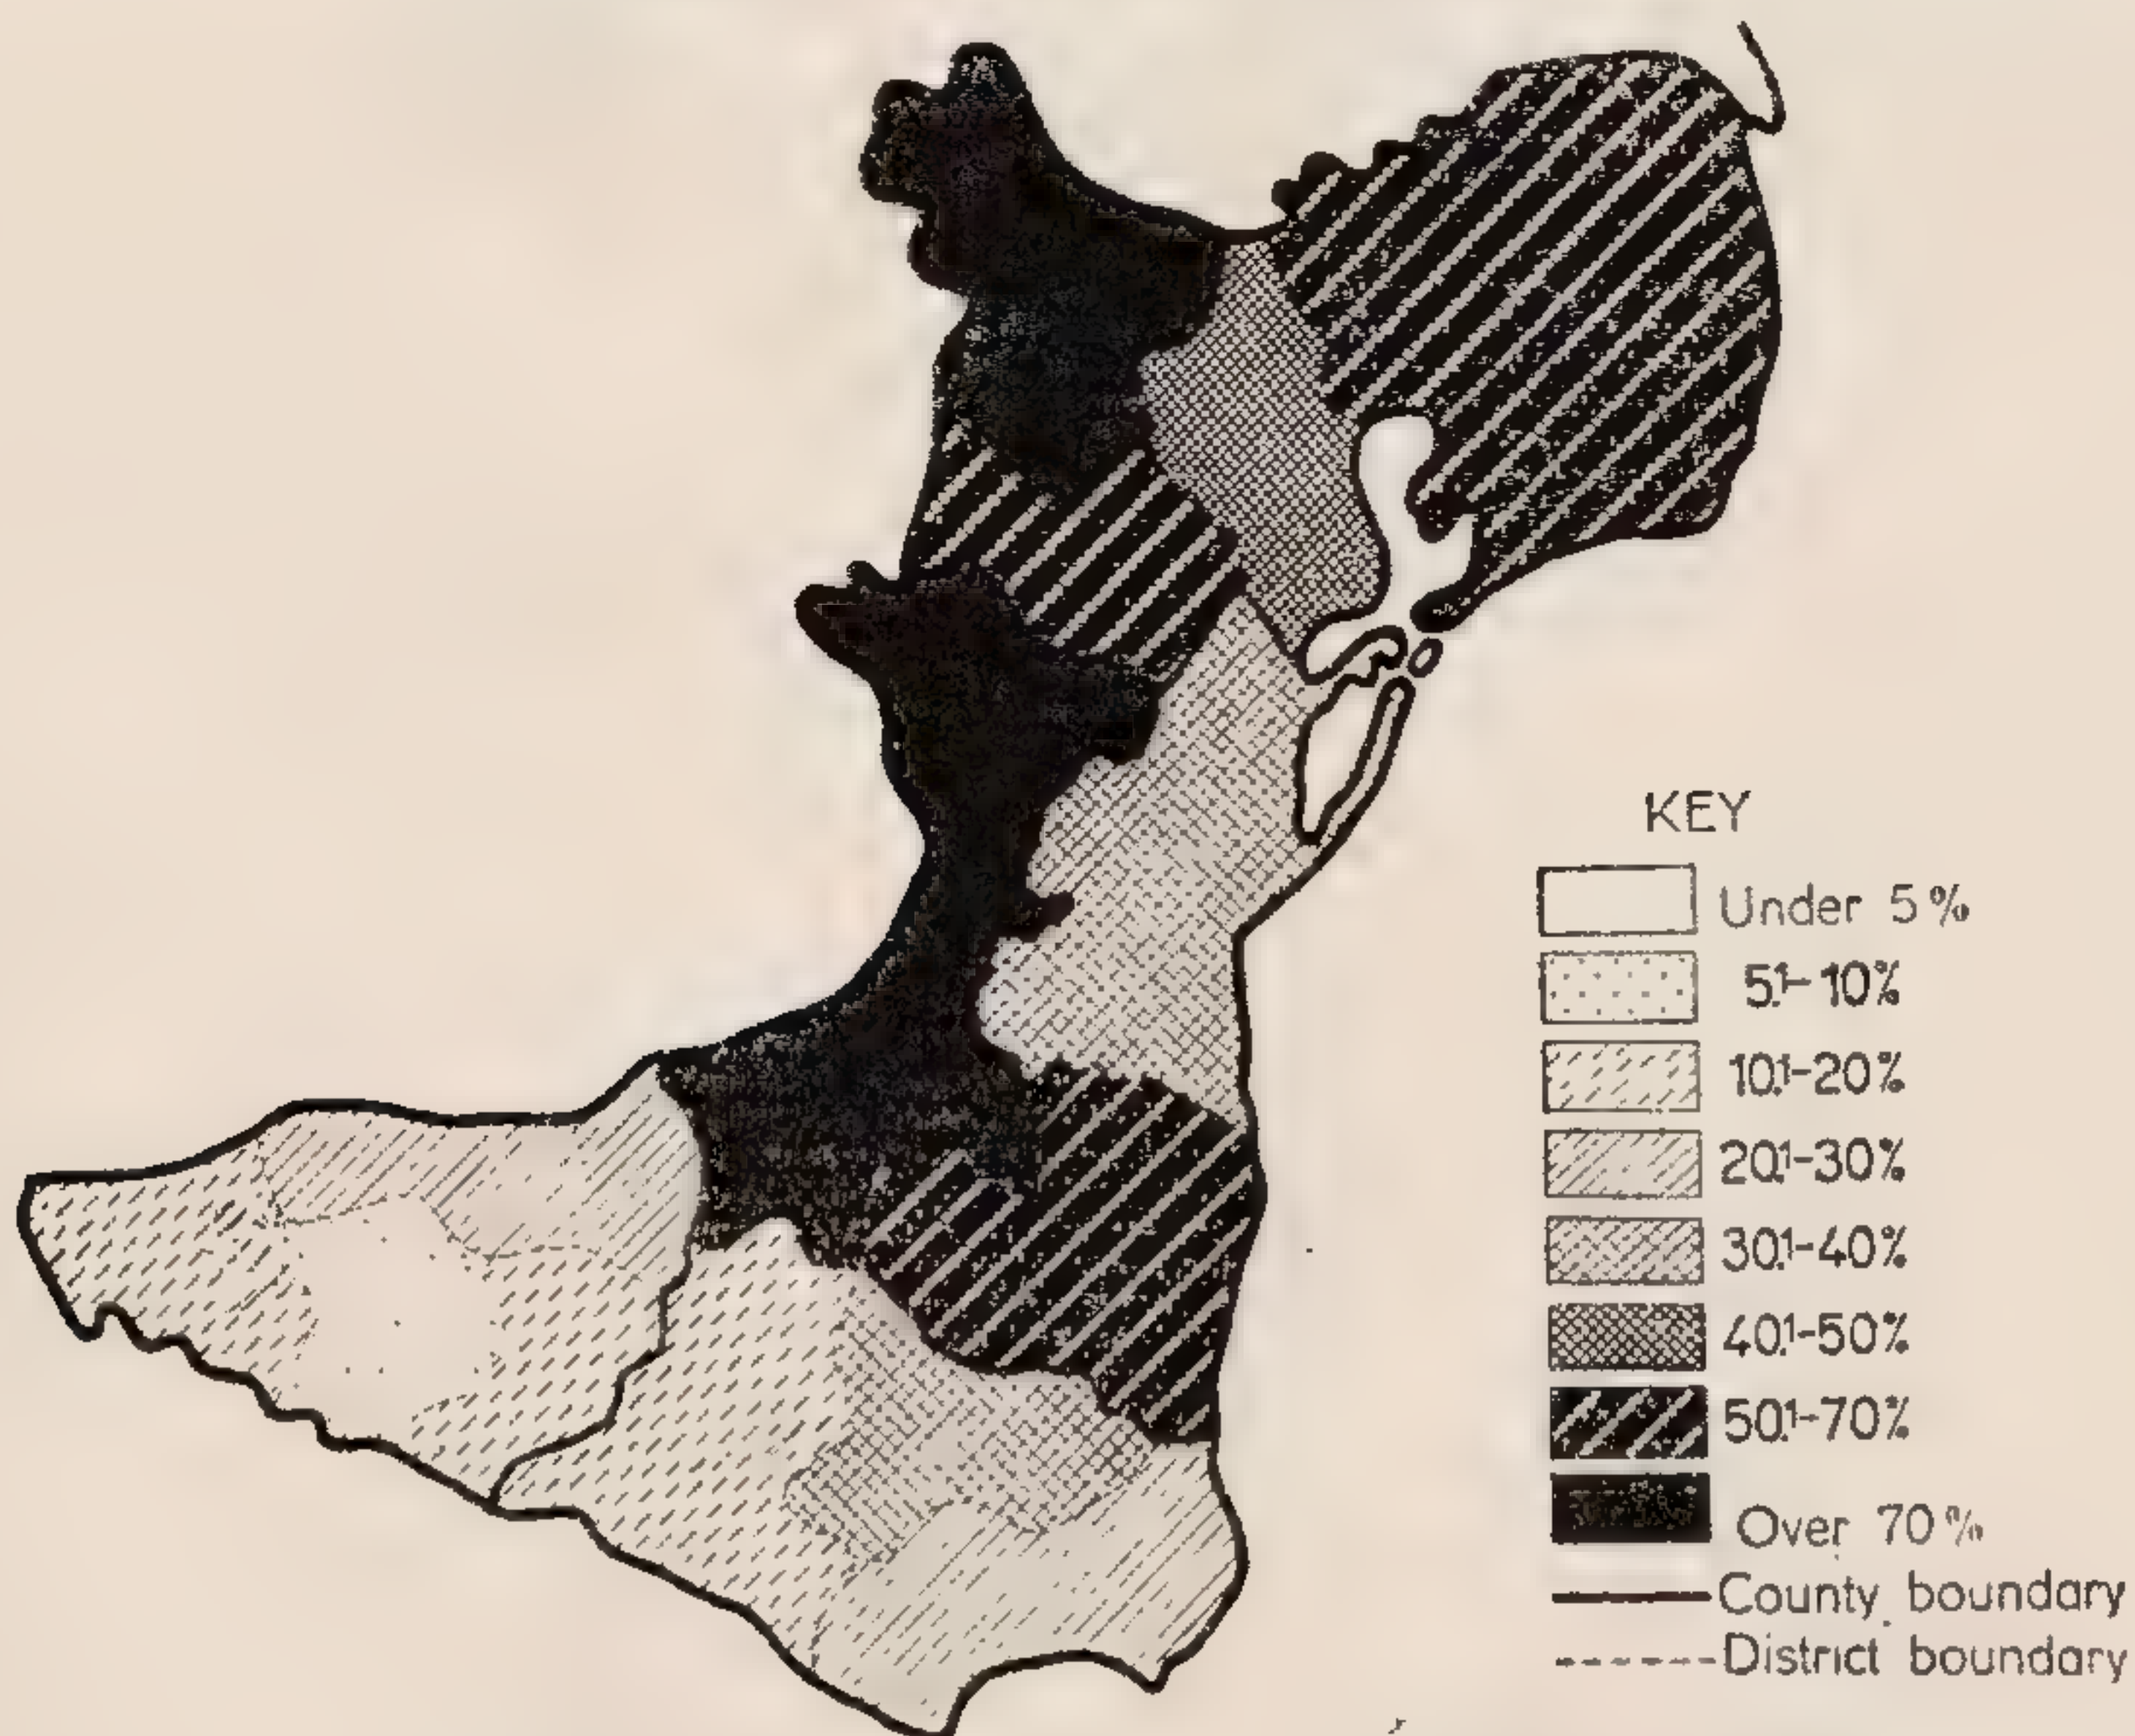 KEY
Under 5%
5.1-10%
10.1-20%
20.1-30%
30.1-40%
40.1-50%
50.1-70%
Over 70%
County boundary
District boundary